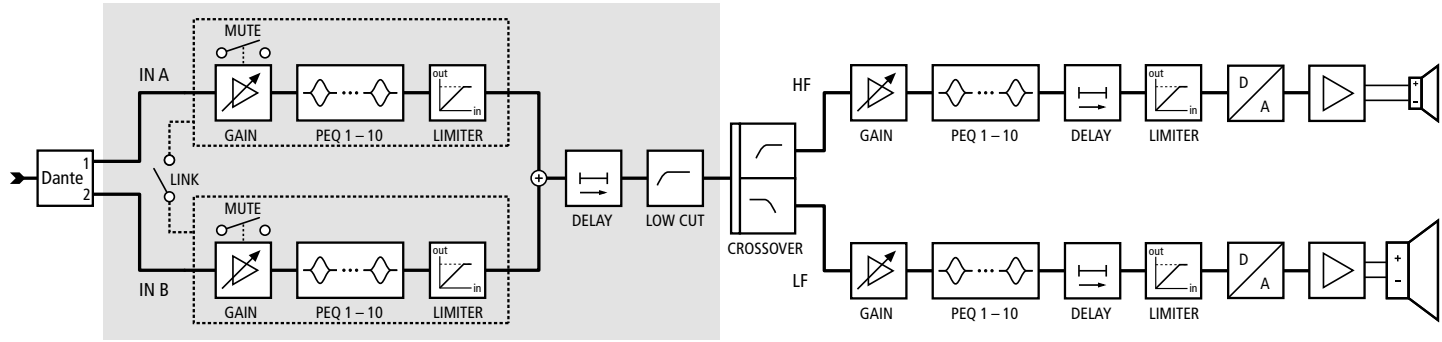 MUTE
IN A
out
in
GAIN
PEQ 1 – 10
LIMITER
Dante
1
2
LINK
MUTE
out
in
IN B
GAIN
PEQ 1 – 10
LIMITER
DELAY
LOW CUT
CROSSOVER
HF
out
in
D
A
+
-
GAIN
PEQ 1 – 10
DELAY
LIMITER
LF
out
in
D
A
+
-
GAIN
PEQ 1 – 10
DELAY
LIMITER